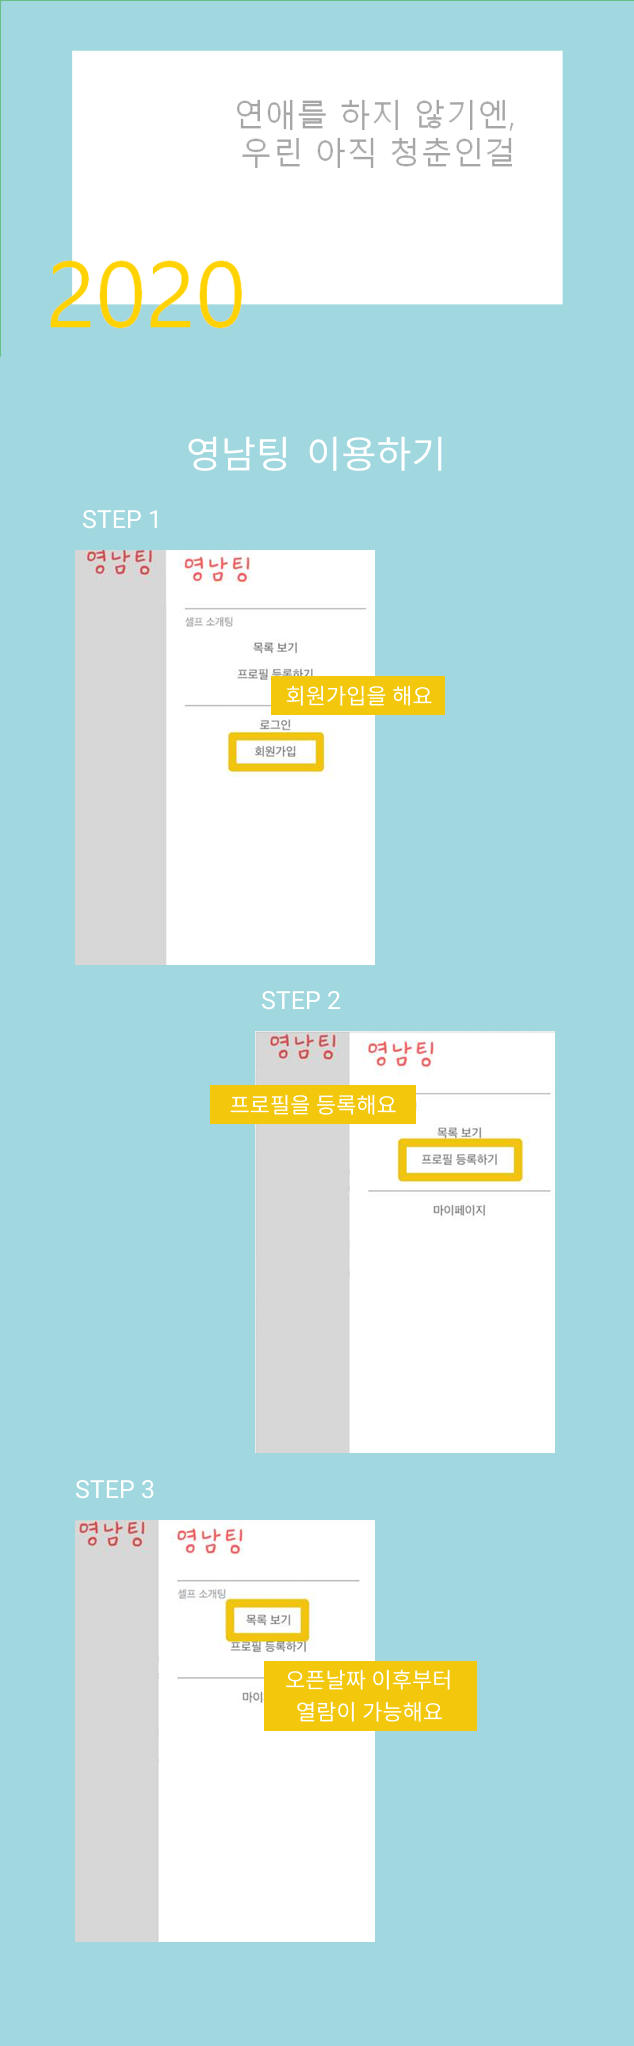 연애를 하지 않기엔,
우린 아직 청춘인걸
2020
영남팅 이용하기
STEP 1
영남팅
영남팅
셀프 소개팅
목록 보기
프로필 등록하기
회원가입을 해요
로그인
회원가입
STEP 2
영남팅
영남팅
프로필을 등록해요
목록 보기
프로필 등록하기
마이페이지
STEP 3
영남팅
영남팅
셀프 소개팅
목록 보기
프로필 등록하기
오픈날짜 이후부터
마이
열람이 가능해요